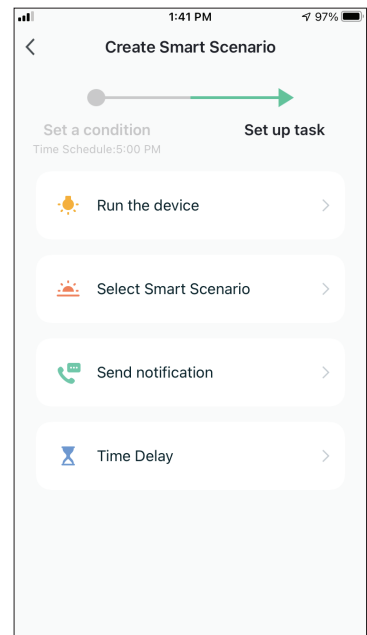 1:41 PM
97%
Create Smart Scenario
Set a condition
Set up task
Time Schedule:5:00 PM
Run the device
Select Smart Scenario
Send notification
Time Delay